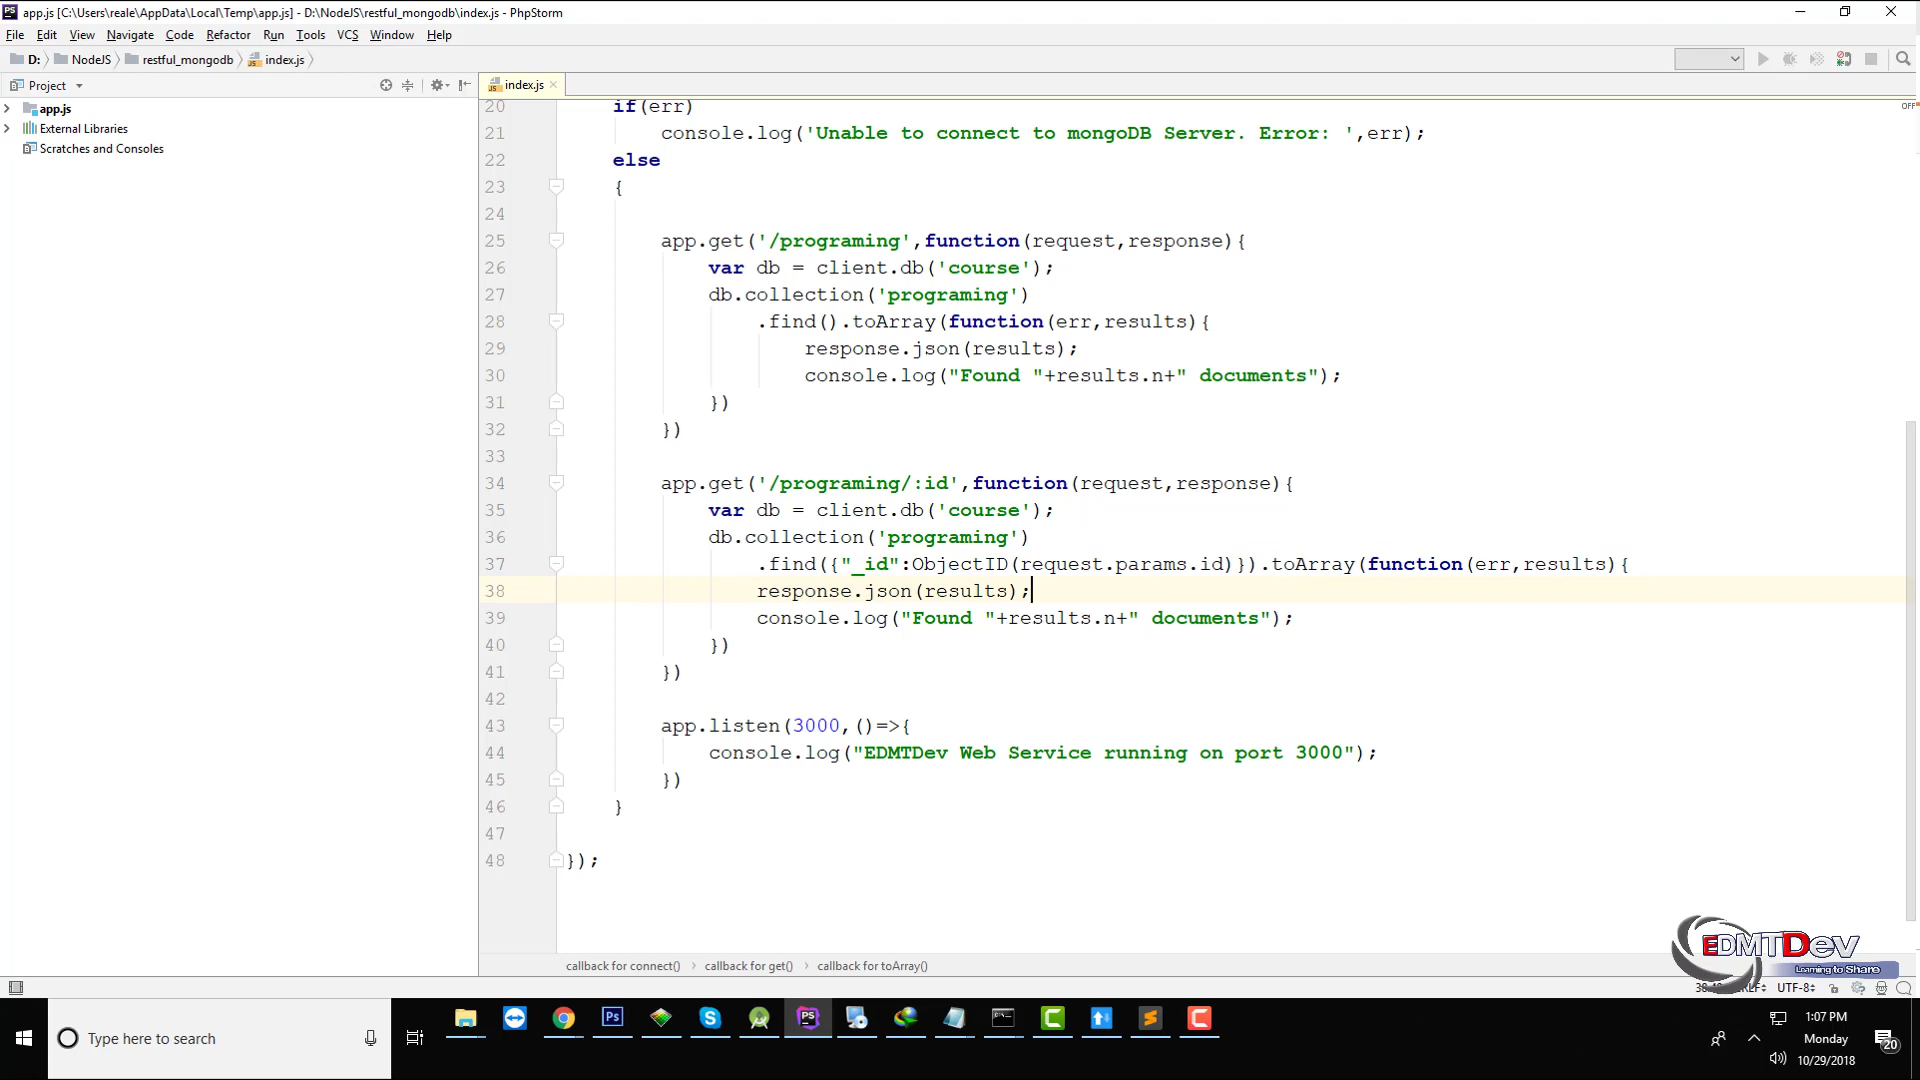 app.js [C:\Users\reale\AppData\Local\Temp\app.js] - D:\NodeJS\restful_mongodb\index.js - PhpStorm
File Edit View Navigate Code Refactor Run Tools VCS Window Help
D: NodeJS restful_mongodb index.js
Project
index.js
app.js
External Libraries
Scratches and Consoles
OFF
20 if(err)
21 console.log('Unable to connect to mongoDB Server. Error: ',err);
22 else
23 {
24
25 app.get('/programing',function(request,response){
26 var db = client.db('course');
27 db.collection('programing')
28 .find().toArray(function(err,results){
29 response.json(results);
30 console.log("Found "+results.n+" documents");
31 })
32 })
33
34 app.get('/programing/:id',function(request,response){
35 var db = client.db('course');
36 db.collection('programing')
37 .find({"_id":ObjectID(request.params.id)}).toArray(function(err,results){
38 response.json(results);
39 console.log("Found "+results.n+" documents");
40 })
41 })
42
43 app.listen(3000,()=>{
44 console.log("EDMTDev Web Service running on port 3000");
45 })
46 }
47
48 });
EDMTDev
Learning to Share
callback for connect() callback for get() callback for toArray()
UTF-8
Type here to search
1:07 PM
Monday
10/29/2018
20